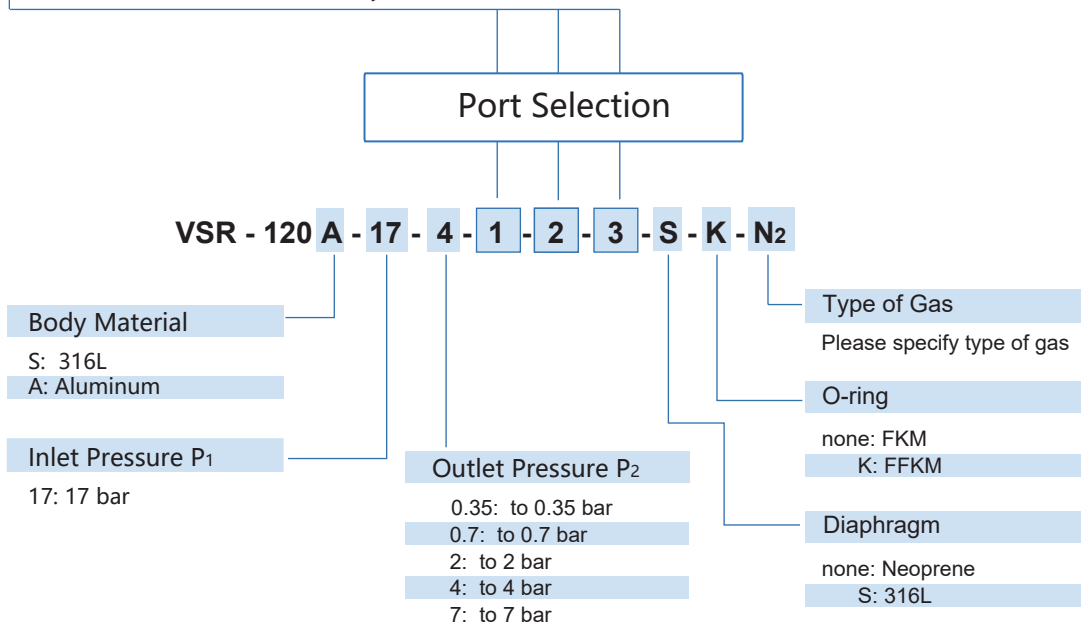 Port Selection
VSR - 120 A - 17 - 4 - 1 - 2 - 3 - S - K - N2
Body Material
S: 316L
A: Aluminum
Inlet Pressure P1
17: 17 bar
Outlet Pressure P2
0.35: to 0.35 bar
0.7: to 0.7 bar
2: to 2 bar
4: to 4 bar
7: to 7 bar
Type of Gas
Please specify type of gas
O-ring
none: FKM
K: FFKM
Diaphragm
none: Neoprene
S: 316L